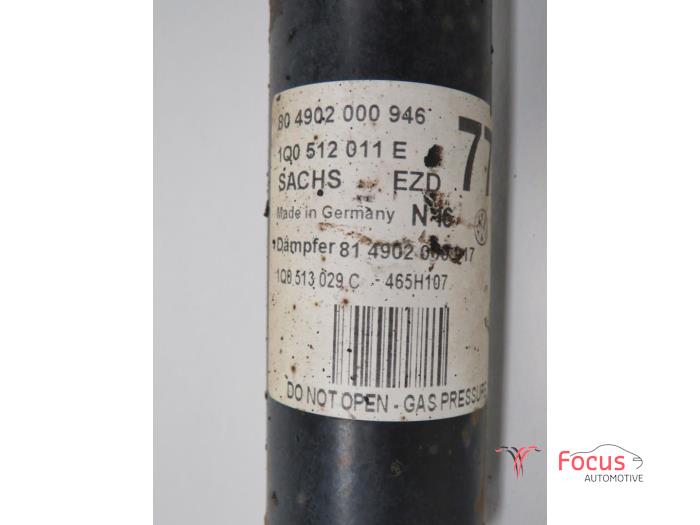 80 4902 000 946
1Q0 512 011 E
77
SACHS EZD
Made in Germany
Dämpfer 81 4902
1Q0 513 029 C - 465H107
DO NOT OPEN - GAS PRESSURE
Focus
AUTOMOTIVE